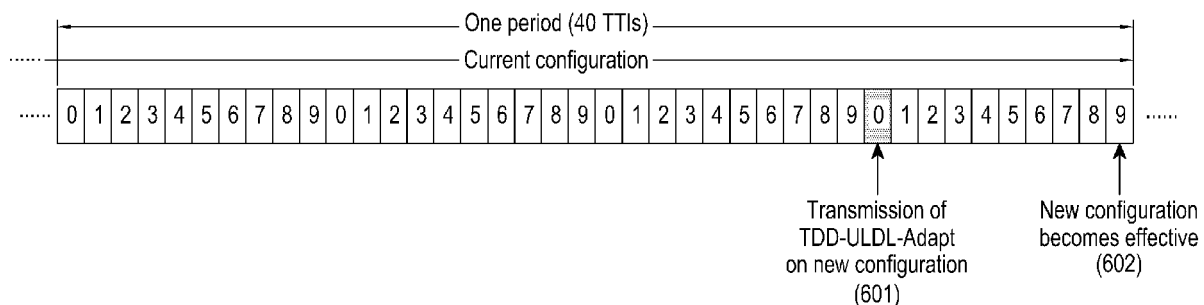 One period (40 TTIs)
Current configuration
0 1 2 3 4 5 6 7 8 9 0 1 2 3 4 5 6 7 8 9 0 1 2 3 4 5 6 7 8 9 0 1 2 3 4 5 6 7 8 9
Transmission of
TDD-ULDL-Adapt
on new configuration
(601)
New configuration
becomes effective
(602)